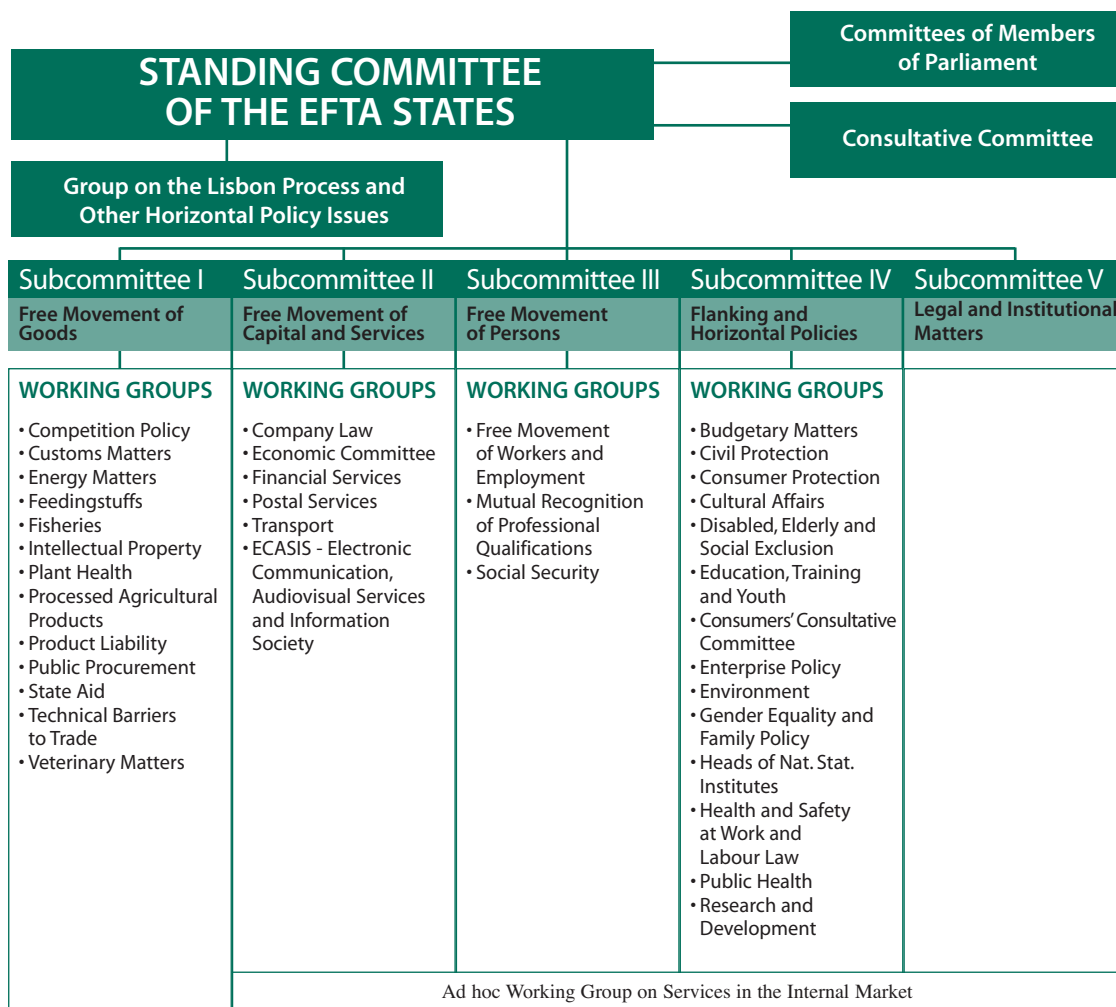 STANDING COMMITTEE
OF THE EFTA STATES
Committees of Members
of Parliament
Consultative Committee
Group on the Lisbon Process and
Other Horizontal Policy Issues
Subcommittee I
Free Movement of
Goods
WORKING GROUPS
• Competition Policy
• Customs Matters
• Energy Matters
• Feedingstuffs
• Fisheries
• Intellectual Property
• Plant Health
• Processed Agricultural
Products
• Product Liability
• Public Procurement
• State Aid
• Technical Barriers
to Trade
• Veterinary Matters
Subcommittee II
Free Movement of
Capital and Services
WORKING GROUPS
• Company Law
• Economic Committee
• Financial Services
• Postal Services
• Transport
• ECASIS - Electronic
Communication,
Audiovisual Services
and Information
Society
Subcommittee III
Free Movement
of Persons
WORKING GROUPS
• Free Movement
of Workers and
Employment
• Mutual Recognition
of Professional
Qualifications
• Social Security
Subcommittee IV
Flanking and
Horizontal Policies
WORKING GROUPS
• Budgetary Matters
• Civil Protection
• Consumer Protection
• Cultural Affairs
• Disabled, Elderly and
Social Exclusion
• Education, Training
and Youth
• Consumers' Consultative
Committee
• Enterprise Policy
• Environment
• Gender Equality and
Family Policy
• Heads of Nat. Stat.
Institutes
• Health and Safety
at Work and
Labour Law
• Public Health
• Research and
Development
Subcommittee V
Legal and Institutional
Matters
Ad hoc Working Group on Services in the Internal Market